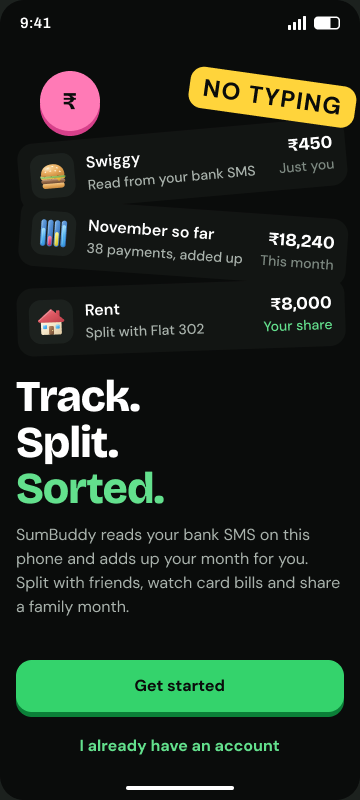 9:41
₹
NO TYPING
Swiggy
Read from your bank SMS
₹450
Just you
November so far
38 payments, added up
₹18,240
This month
Rent
Split with Flat 302
₹8,000
Your share
Track.
Split.
Sorted.
SumBuddy reads your bank SMS on this
phone and adds up your month for you.
Split with friends, watch card bills and share
a family month.
Get started
I already have an account